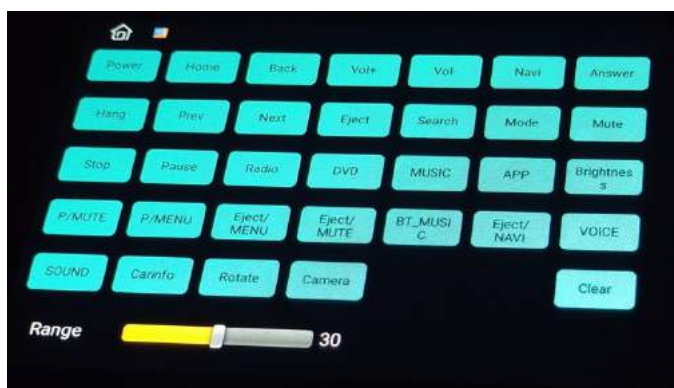 Power Home Back Vol+ Vol- Navi Answer
Hang Prev Next Eject Search Mode Mute
Stop Pause Radio DVD MUSIC APP Brightnes
s
P/MUTE P/MENU Eject/ Eject/ BT_MUSI Eject/ VOICE
MENU MUTE C NAVI
SOUND Carinfo Rotate Camera Clear
Range 30